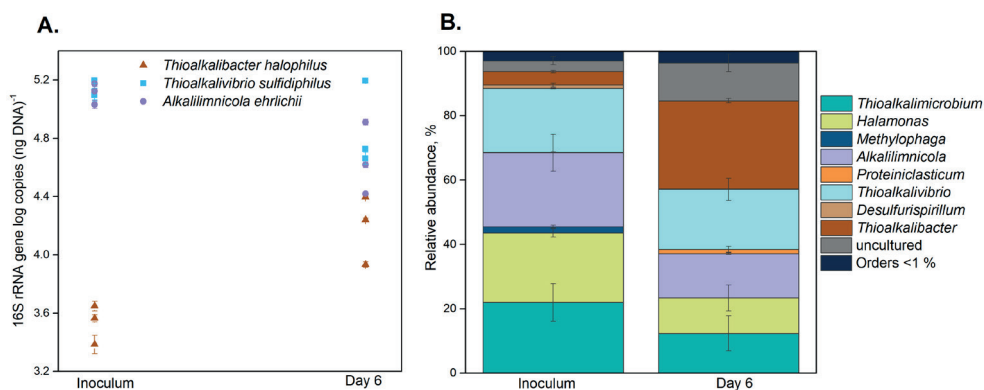 A.
B.
Thioalkalibacter halophilus
Thioalkalivibrio sulfidiphilus
Alkalilimnicola ehrlichii
16S rRNA gene log copies (ng DNA)-1
5.2
4.8
4.4
4.0
3.6
3.2
Inoculum
Day 6
Relative abundance, %
100
80
60
40
20
0
Inoculum
Day 6
Thioalkalimicrobium
Halamonas
Methylophaga
Alkalilimnicola
Proteiniclasticum
Thioalkalivibrio
Desulfurispirillum
Thioalkalibacter
uncultured
Orders <1 %